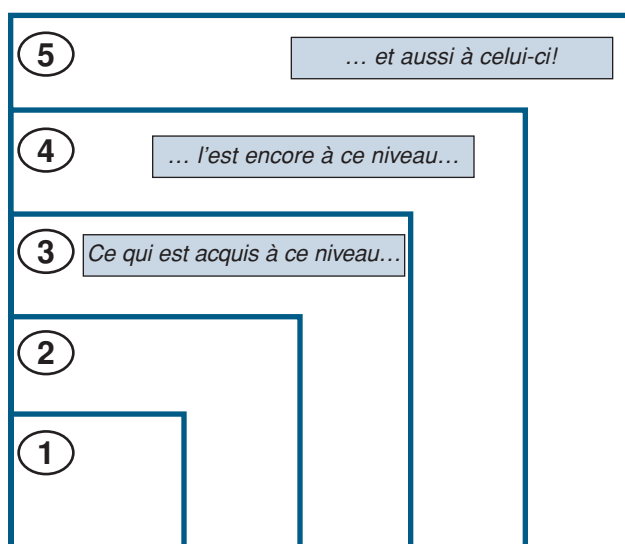 5
… et aussi à celui-ci!
4
… l'est encore à ce niveau…
3
Ce qui est acquis à ce niveau…
2
1